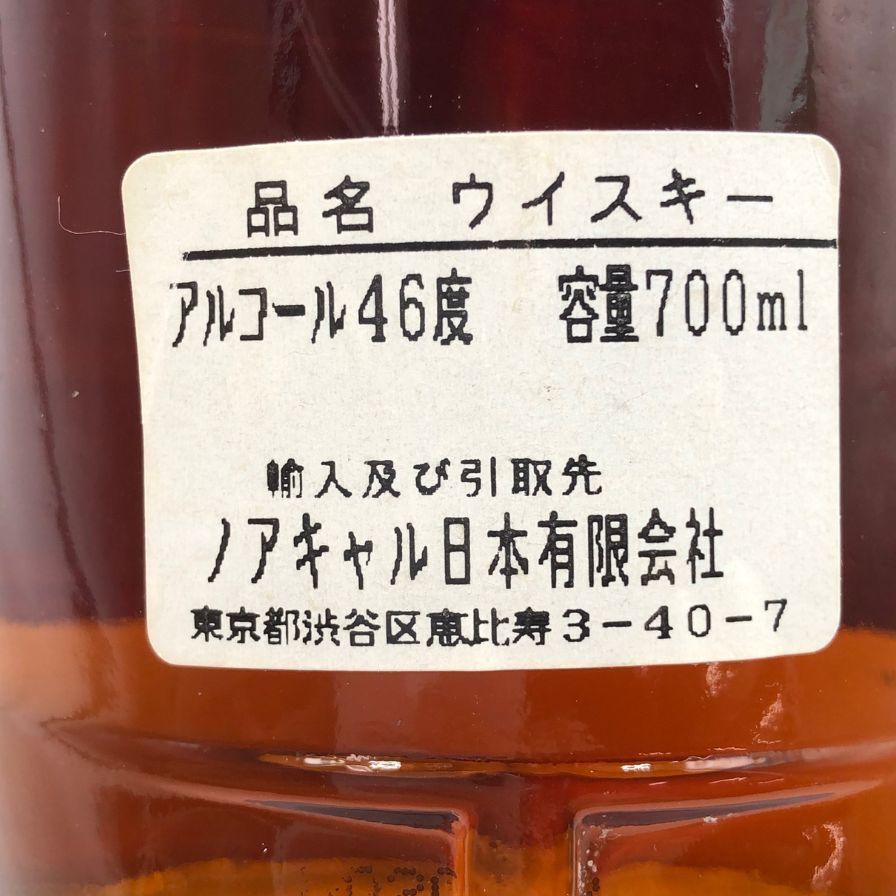 品名 ウイスキー
アルコール46度 容量700ml
輸入及び引取先
ノアキャル日本有限会社
東京都渋谷区恵比寿3-40-7